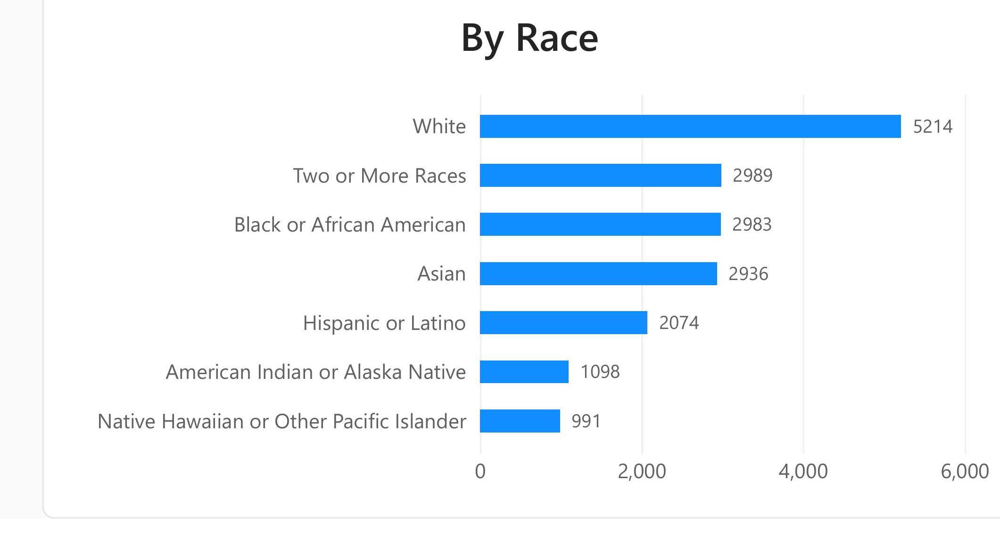 By Race
White 5214
Two or More Races 2989
Black or African American 2983
Asian 2936
Hispanic or Latino 2074
American Indian or Alaska Native 1098
Native Hawaiian or Other Pacific Islander 991
0 2,000 4,000 6,000